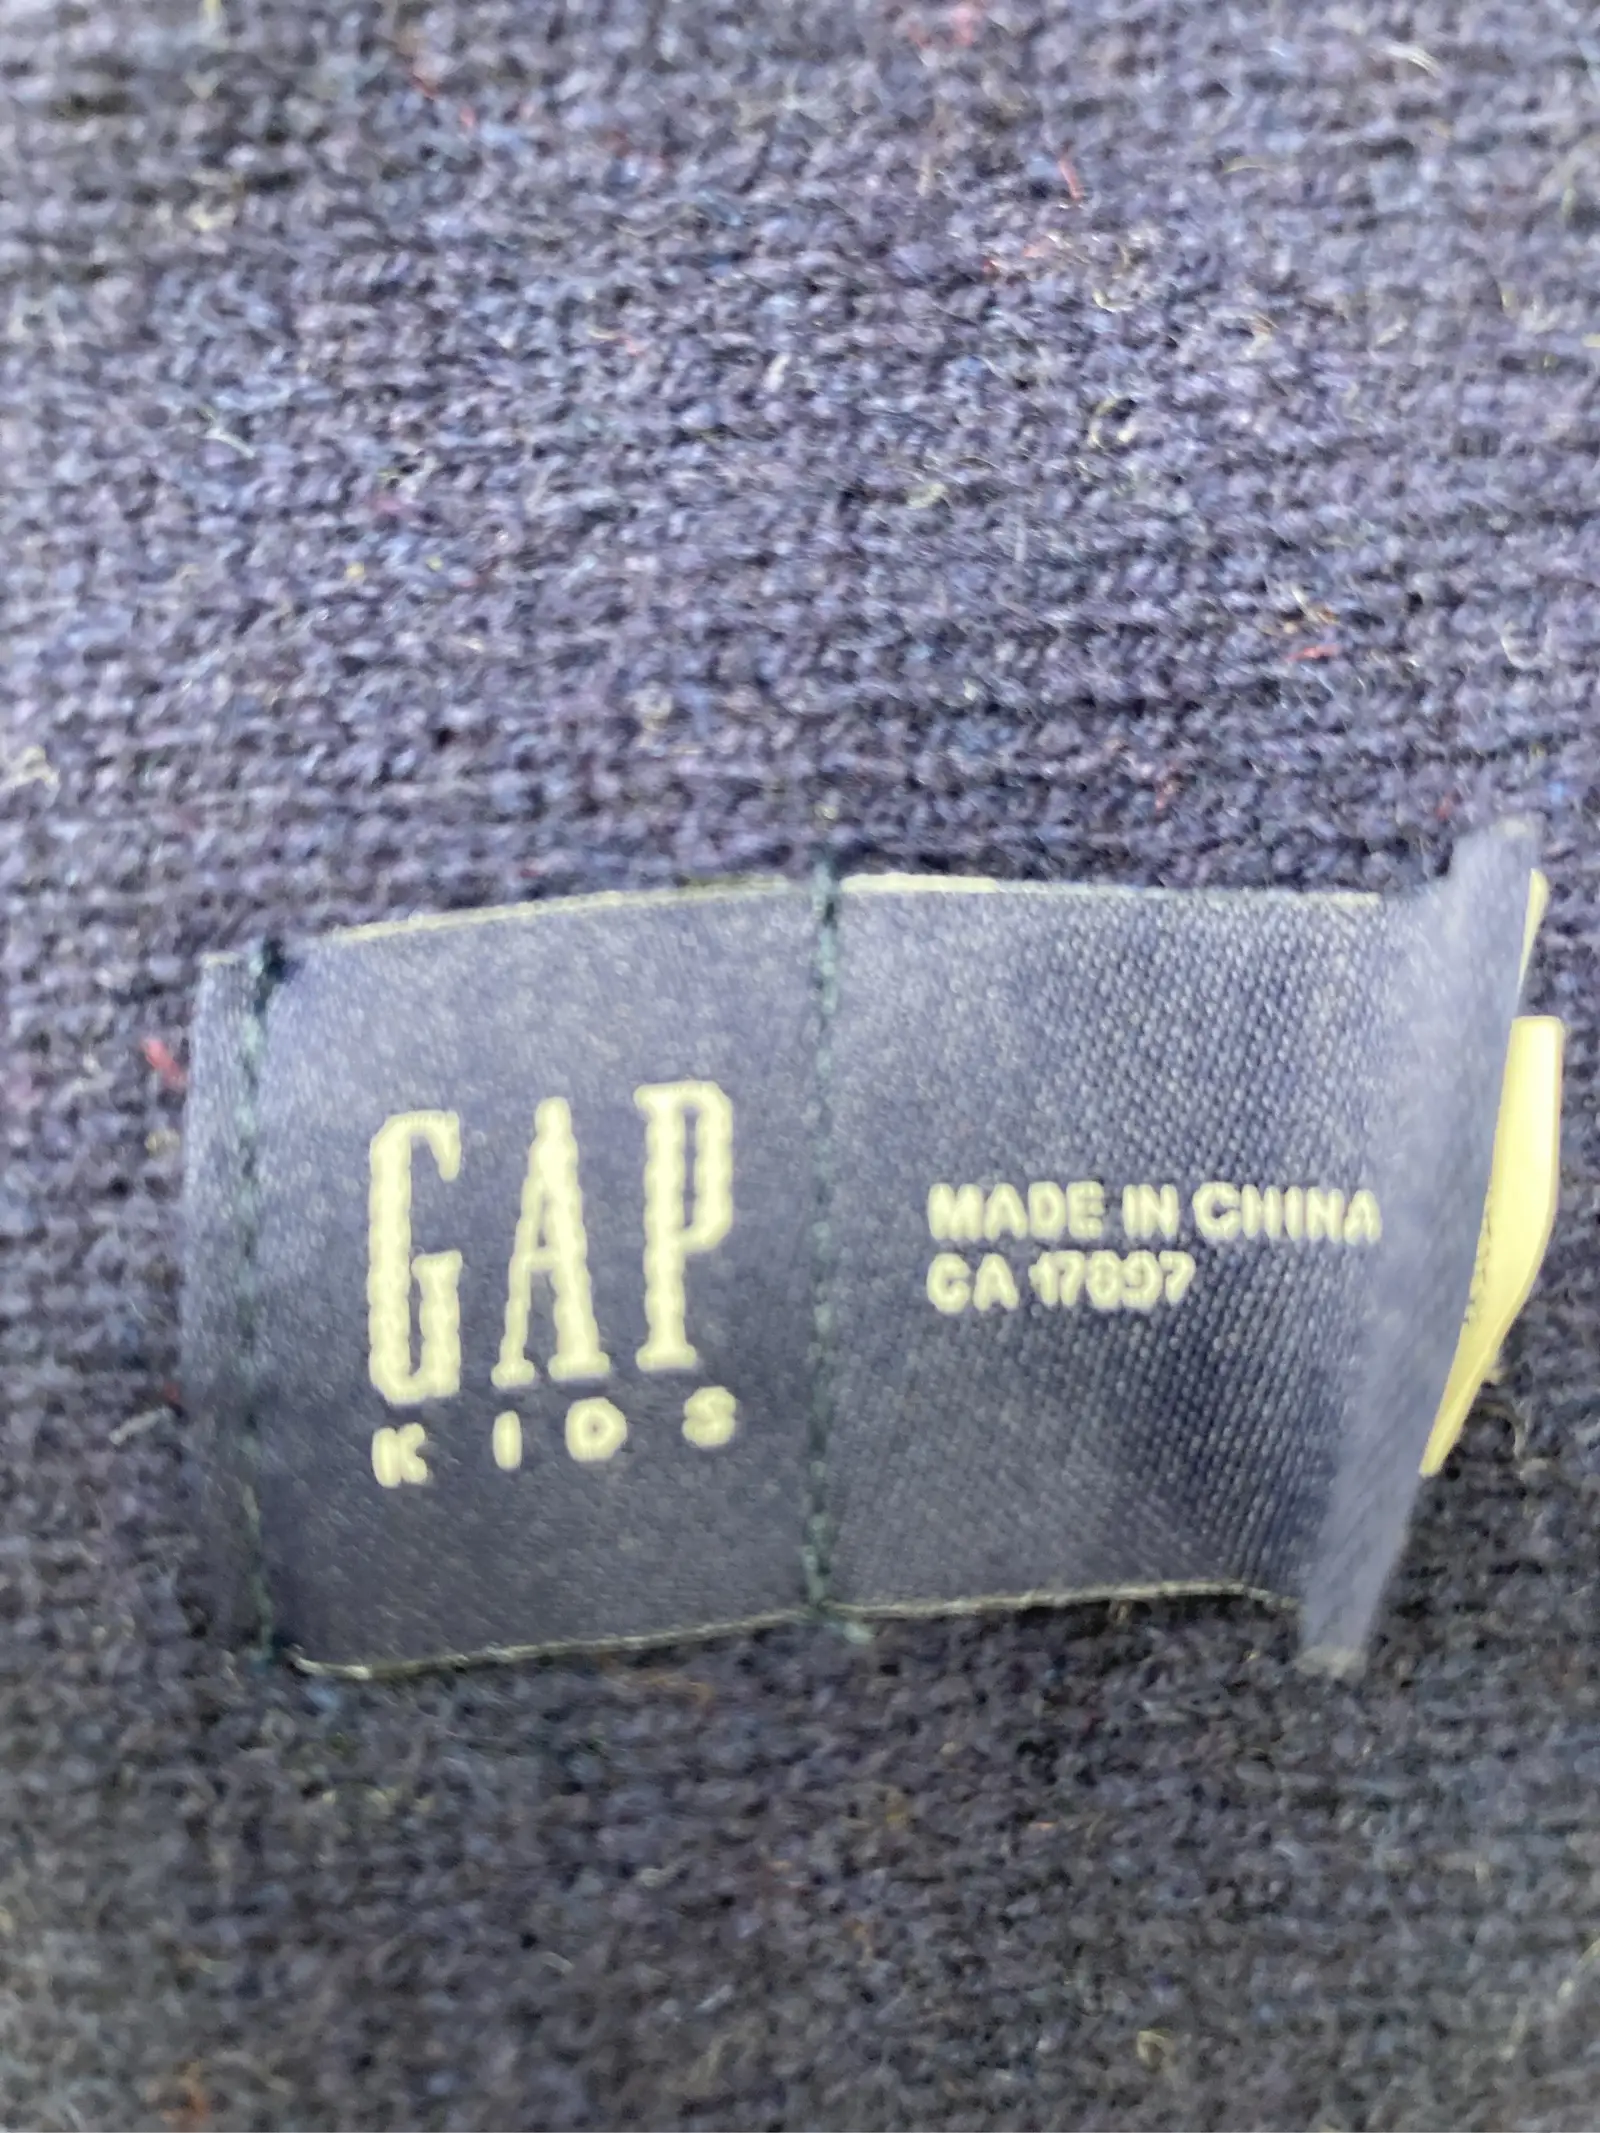 GAP
KIDS
MADE IN CHINA
CA 17897